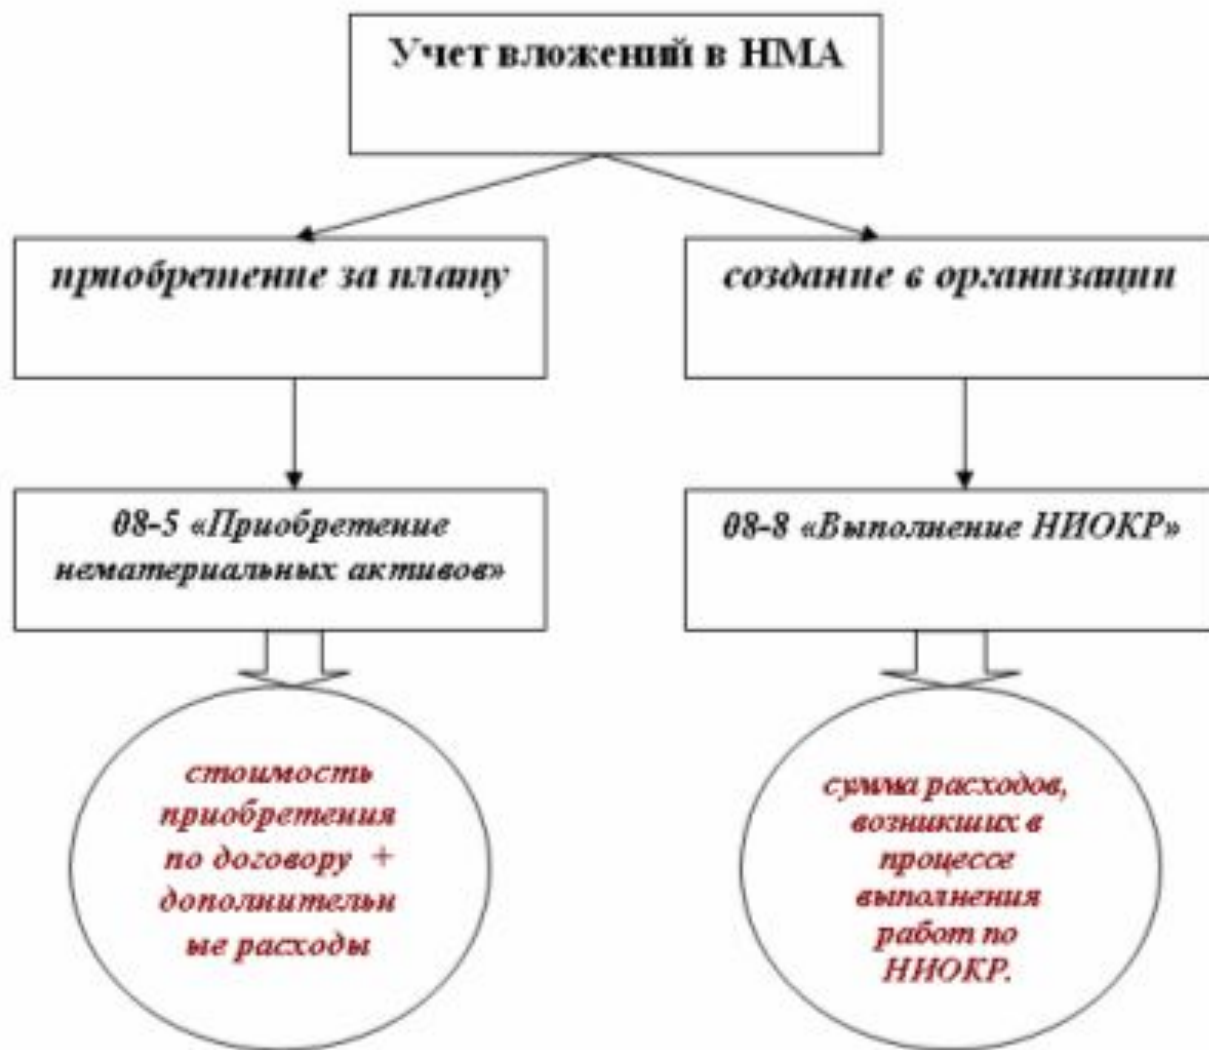 Учет вложений в НМА
приобретение за плату
создание в организации
08-5 «Приобретение
нематериальных активов»
08-8 «Выполнение НИОКР»
стоимость
приобретения
по договору +
дополнительн
ые расходы
сумма расходов,
возникших в
процессе
выполнения
работ по
НИОКР.